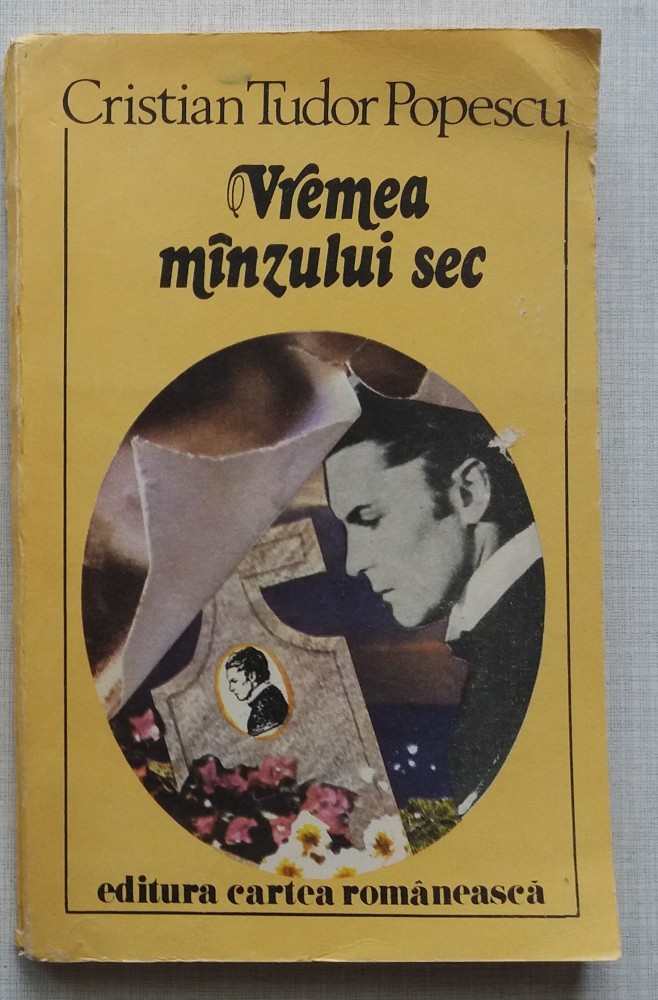 Cristian Tudor Popescu
Vremea
mînzului sec
editura cartea românească